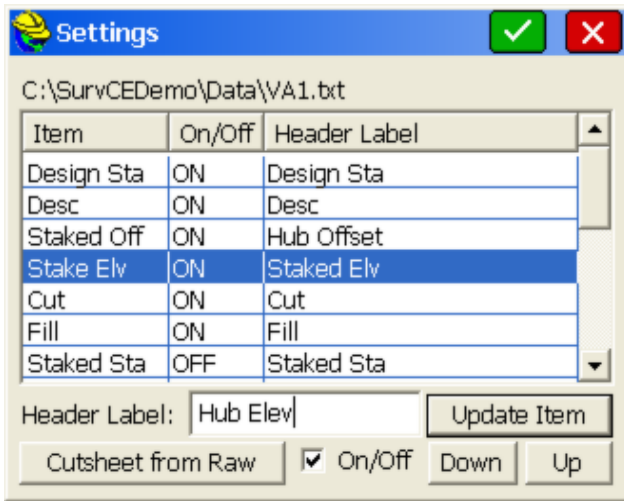 Settings
C:\SurvCEDemo\Data\VA1.txt
Item On/Off Header Label
Design Sta ON Design Sta
Desc ON Desc
Staked Off ON Hub Offset
Stake Elv ON Staked Elv
Cut ON Cut
Fill ON Fill
Staked Sta OFF Staked Sta
Header Label: Hub Elev Update Item
Cutsheet from Raw On/Off Down Up